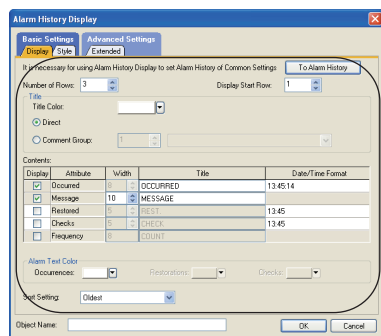 Alarm History Display
Basic Settings Advanced Settings
Display Style Extended
It is necessary for using Alarm History Display to set Alarm History of Common Settings To Alarm History
Number of Rows: 3 Display Start Row: 1
Title
Title Color:
Direct
Comment Group: 1
Contents:
Display Attribute Width Title Date/Time Format
Occurred 8 OCCURRED 13:45:14
Message 10 MESSAGE
Restored 5 REST. 13:45
Checks 5 CHECK 13:45
Frequency 8 COUNT
Alarm Text Color
Occurrences: Restorations: Checks:
Sort Setting: Oldest
Object Name: OK Cancel